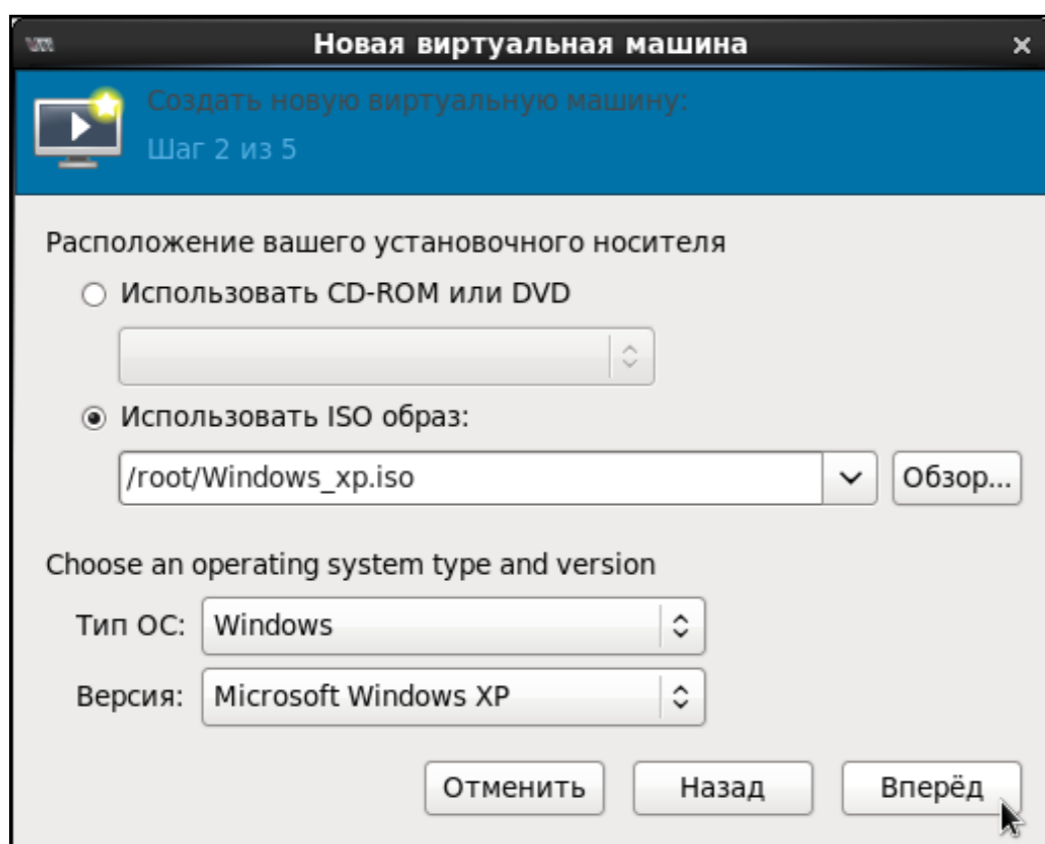 Новая виртуальная машина
Создать новую виртуальную машину:
Шаг 2 из 5
Расположение вашего установочного носителя
Использовать CD-ROM или DVD
Использовать ISO образ:
/root/Windows_xp.iso
Обзор...
Choose an operating system type and version
Тип ОС: Windows
Версия: Microsoft Windows XP
Отменить Назад Вперёд